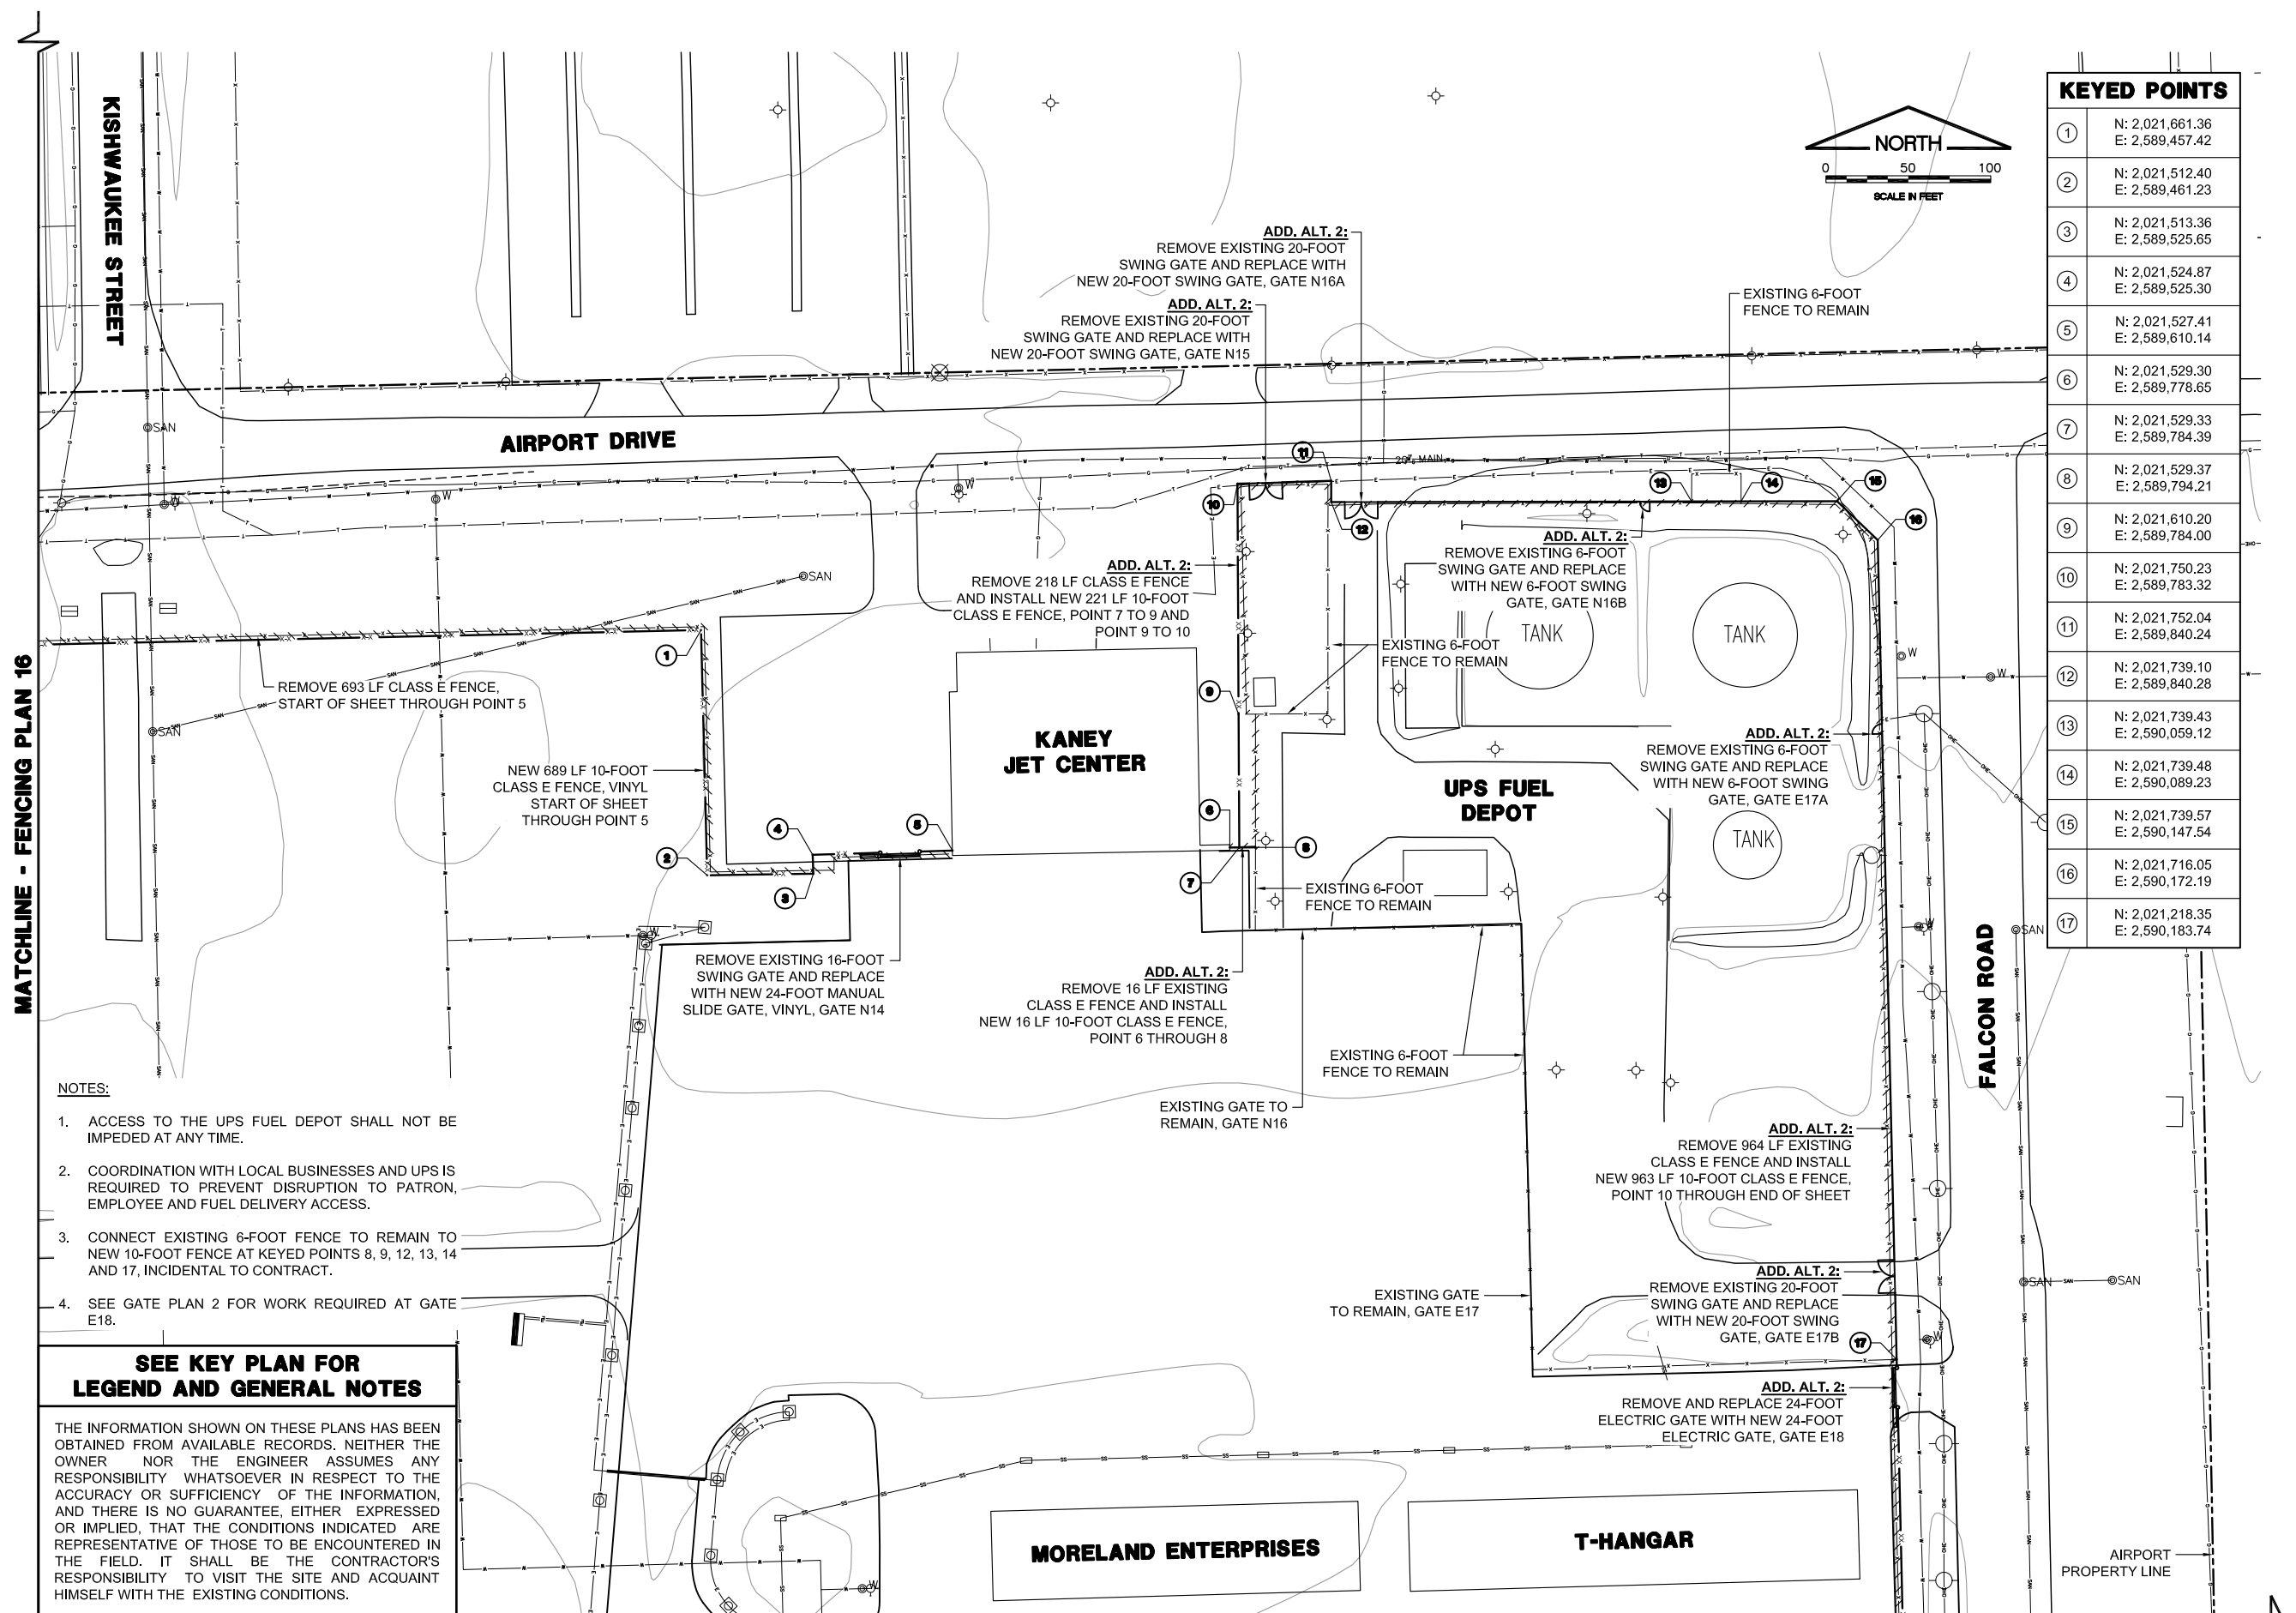 KISHWAUKEE STREET
NORTH
0 50 100
SCALE IN FEET
KEYED POINTS
1 N: 2,021,661.36
E: 2,589,457.42
2 N: 2,021,512.40
E: 2,589,461.23
3 N: 2,021,513.36
E: 2,589,525.65
4 N: 2,021,524.87
E: 2,589,525.30
5 N: 2,021,527.41
E: 2,589,610.14
6 N: 2,021,529.30
E: 2,589,778.65
7 N: 2,021,529.33
E: 2,589,784.39
8 N: 2,021,529.37
E: 2,589,794.21
9 N: 2,021,610.20
E: 2,589,784.00
10 N: 2,021,750.23
E: 2,589,783.32
11 N: 2,021,752.04
E: 2,589,840.24
12 N: 2,021,739.10
E: 2,589,840.28
13 N: 2,021,739.43
E: 2,590,059.12
14 N: 2,021,739.48
E: 2,590,089.23
15 N: 2,021,739.57
E: 2,590,147.54
16 N: 2,021,716.05
E: 2,590,172.19
17 N: 2,021,218.35
E: 2,590,183.74
ADD. ALT. 2:
REMOVE EXISTING 20-FOOT
SWING GATE AND REPLACE WITH
NEW 20-FOOT SWING GATE, GATE N16A
ADD. ALT. 2:
REMOVE EXISTING 20-FOOT
SWING GATE AND REPLACE WITH
NEW 20-FOOT SWING GATE, GATE N15
EXISTING 6-FOOT
FENCE TO REMAIN
AIRPORT DRIVE
SAN
W
W
W
SAN
11
10
12
13
14
15
16
ADD. ALT. 2:
REMOVE 218 LF CLASS E FENCE
AND INSTALL NEW 221 LF 10-FOOT
CLASS E FENCE, POINT 7 TO 9 AND
POINT 9 TO 10
ADD. ALT. 2:
REMOVE EXISTING 6-FOOT
SWING GATE AND REPLACE
WITH NEW 6-FOOT SWING
GATE, GATE N16B
TANK
TANK
TANK
EXISTING 6-FOOT
FENCE TO REMAIN
MATCHLINE - FENCING PLAN 16
1
REMOVE 693 LF CLASS E FENCE,
START OF SHEET THROUGH POINT 5
SAN
NEW 689 LF 10-FOOT
CLASS E FENCE, VINYL
START OF SHEET
THROUGH POINT 5
KANEY
JET CENTER
9
W
W
ADD. ALT. 2:
REMOVE EXISTING 6-FOOT
SWING GATE AND REPLACE
WITH NEW 6-FOOT SWING
GATE, GATE E17A
UPS FUEL
DEPOT
2
3
4
5
6
7
8
EXISTING 6-FOOT
FENCE TO REMAIN
W
W
SAN
FALCON ROAD
REMOVE EXISTING 16-FOOT
SWING GATE AND REPLACE
WITH NEW 24-FOOT MANUAL
SLIDE GATE, VINYL, GATE N14
ADD. ALT. 2:
REMOVE 16 LF EXISTING
CLASS E FENCE AND INSTALL
NEW 16 LF 10-FOOT CLASS E FENCE,
POINT 6 THROUGH 8
EXISTING 6-FOOT
FENCE TO REMAIN
EXISTING GATE TO
REMAIN, GATE N16
ADD. ALT. 2:
REMOVE 964 LF EXISTING
CLASS E FENCE AND INSTALL
NEW 963 LF 10-FOOT CLASS E FENCE,
POINT 10 THROUGH END OF SHEET
NOTES:
1. ACCESS TO THE UPS FUEL DEPOT SHALL NOT BE
IMPEDED AT ANY TIME.
2. COORDINATION WITH LOCAL BUSINESSES AND UPS IS
REQUIRED TO PREVENT DISRUPTION TO PATRON,
EMPLOYEE AND FUEL DELIVERY ACCESS.
3. CONNECT EXISTING 6-FOOT FENCE TO REMAIN TO
NEW 10-FOOT FENCE AT KEYED POINTS 8, 9, 12, 13, 14
AND 17, INCIDENTAL TO CONTRACT.
4. SEE GATE PLAN 2 FOR WORK REQUIRED AT GATE
E18.
EXISTING GATE
TO REMAIN, GATE E17
ADD. ALT. 2:
REMOVE EXISTING 20-FOOT
SWING GATE AND REPLACE
WITH NEW 20-FOOT SWING
GATE, GATE E17B
17
W
SAN
SAN
ADD. ALT. 2:
REMOVE AND REPLACE 24-FOOT
ELECTRIC GATE WITH NEW 24-FOOT
ELECTRIC GATE, GATE E18
SEE KEY PLAN FOR
LEGEND AND GENERAL NOTES
THE INFORMATION SHOWN ON THESE PLANS HAS BEEN
OBTAINED FROM AVAILABLE RECORDS. NEITHER THE
OWNER NOR THE ENGINEER ASSUMES ANY
RESPONSIBILITY WHATSOEVER IN RESPECT TO THE
ACCURACY OR SUFFICIENCY OF THE INFORMATION,
AND THERE IS NO GUARANTEE, EITHER EXPRESSED
OR IMPLIED, THAT THE CONDITIONS INDICATED ARE
REPRESENTATIVE OF THOSE TO BE ENCOUNTERED IN
THE FIELD. IT SHALL BE THE CONTRACTOR'S
RESPONSIBILITY TO VISIT THE SITE AND ACQUAINT
HIMSELF WITH THE EXISTING CONDITIONS.
MORELAND ENTERPRISES
T-HANGAR
W
AIRPORT
PROPERTY LINE